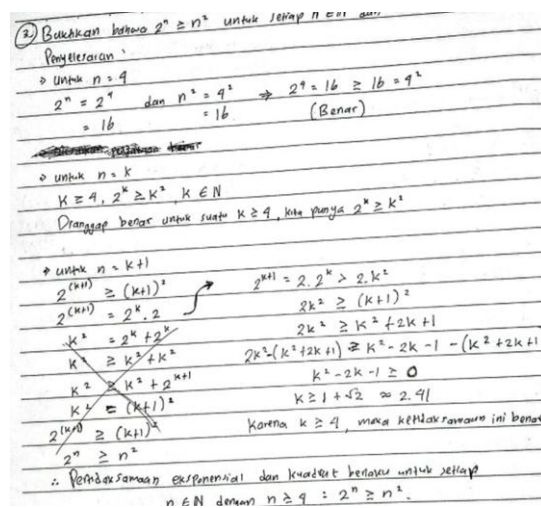 ② Buktikan bahwa 2ⁿ ≥ n² untuk setiap n ∈ N dan
Penyelesaian :
→ Untuk n = 4
2ⁿ = 2⁴ dan n² = 4² ⇒ 2⁴ = 16 ≥ 16 = 4²
= 16 = 16 (Benar)
→ untuk n = k
k ≥ 4, 2ᵏ ≥ k², k ∈ N
Dianggap benar untuk suatu k ≥ 4, kita punya 2ᵏ ≥ k²
→ untuk n = k+1
2⁽ᵏ⁺¹⁾ ≥ (k+1)²
2⁽ᵏ⁺¹⁾ = 2ᵏ . 2
k² = 2ᵏ + 2ᵏ
k² ≥ k² + k²
k² ≥ k² + 2ᵏ⁺¹
k² = (k+1)²
2⁽ᵏ⁺¹⁾ ≥ (k+1)²
2ⁿ ≥ n²
2ᵏ⁺¹ = 2 . 2ᵏ ≥ 2 . k²
2k² ≥ (k+1)²
2k² ≥ k² + 2k + 1
2k² - (k² + 2k + 1) ≥ k² - 2k - 1 - (k² + 2k + 1
k² - 2k - 1 ≥ 0
k ≥ 1 + √2 ≈ 2.41
Karena k ≥ 4, maka ketidaksamaan ini benar
∴ Pertidaksamaan eksponensial dan kuadrat berlaku untuk setiap
n ∈ N dengan n ≥ 4 : 2ⁿ ≥ n².